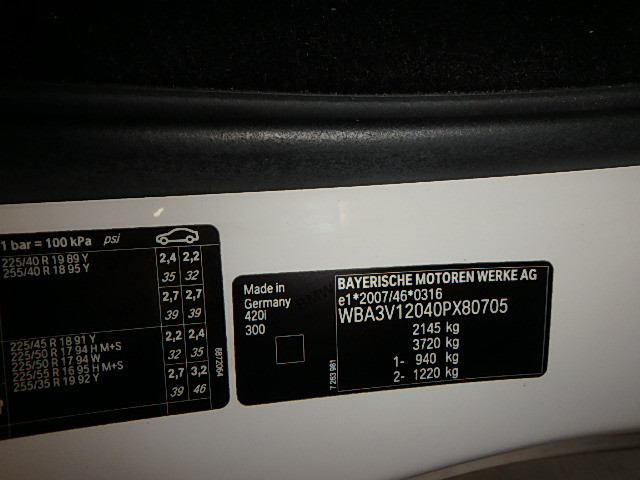 1 bar = 100 kPa psi
225/40 R 19 89 Y 2,4 2,2
255/40 R 18 95 Y 35 32
2,7 2,7
39 39
225/45 R 18 91 Y 2,2 2,4
225/50 R 17 94 H M+S 32 35
225/50 R 17 94 W
225/55 R 16 95 H M+S 2,7 3,2
255/35 R 19 92 Y 39 46
6872064
Made in
Germany
420i
300
7 263 981
BAYERISCHE MOTOREN WERKE AG
e1*2007/46*0316
WBA3V12040PX80705
2145 kg
3720 kg
1- 940 kg
2- 1220 kg